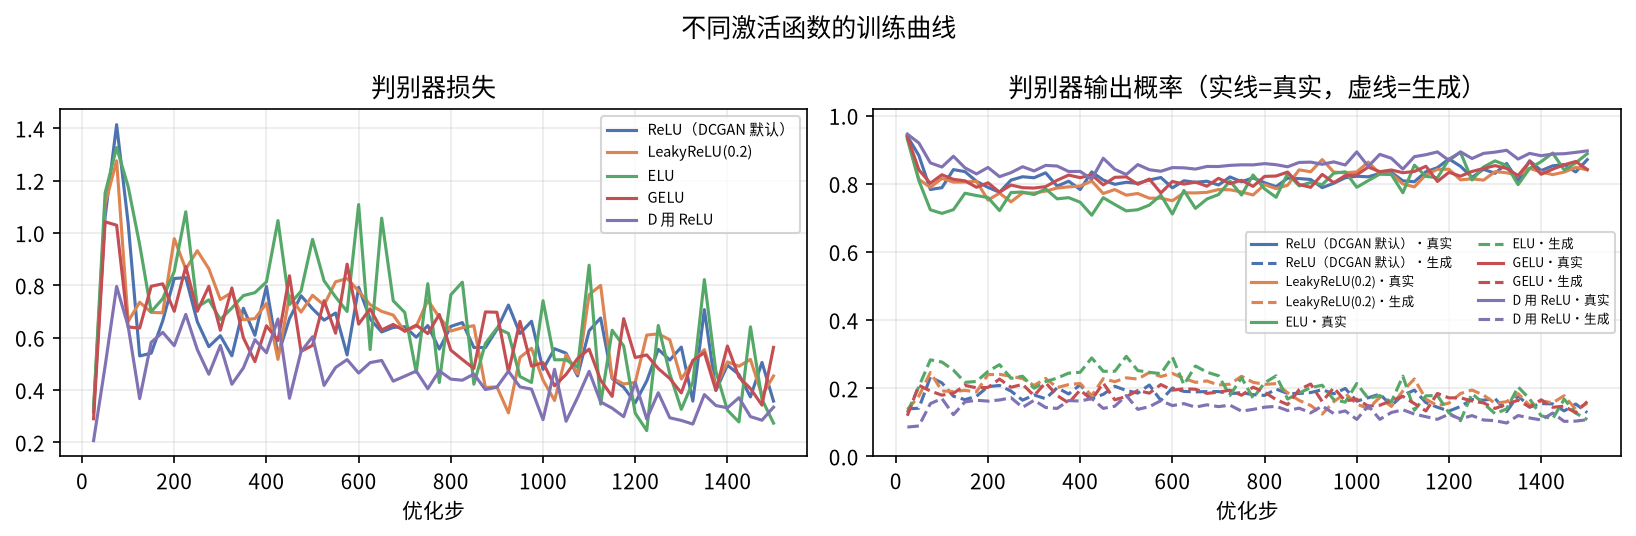 不同激活函数的训练曲线
判别器损失
1.4
1.2
1.0
0.8
0.6
0.4
0.2
0 200 400 600 800 1000 1200 1400
优化步
ReLU（DCGAN 默认）
LeakyReLU(0.2)
ELU
GELU
D 用 ReLU
判别器输出概率（实线=真实，虚线=生成）
1.0
0.8
0.6
0.4
0.2
0.0
0 200 400 600 800 1000 1200 1400
优化步
ReLU（DCGAN 默认）·真实
ReLU（DCGAN 默认）·生成
LeakyReLU(0.2)·真实
LeakyReLU(0.2)·生成
ELU·真实
ELU·生成
GELU·真实
GELU·生成
D 用 ReLU·真实
D 用 ReLU·生成